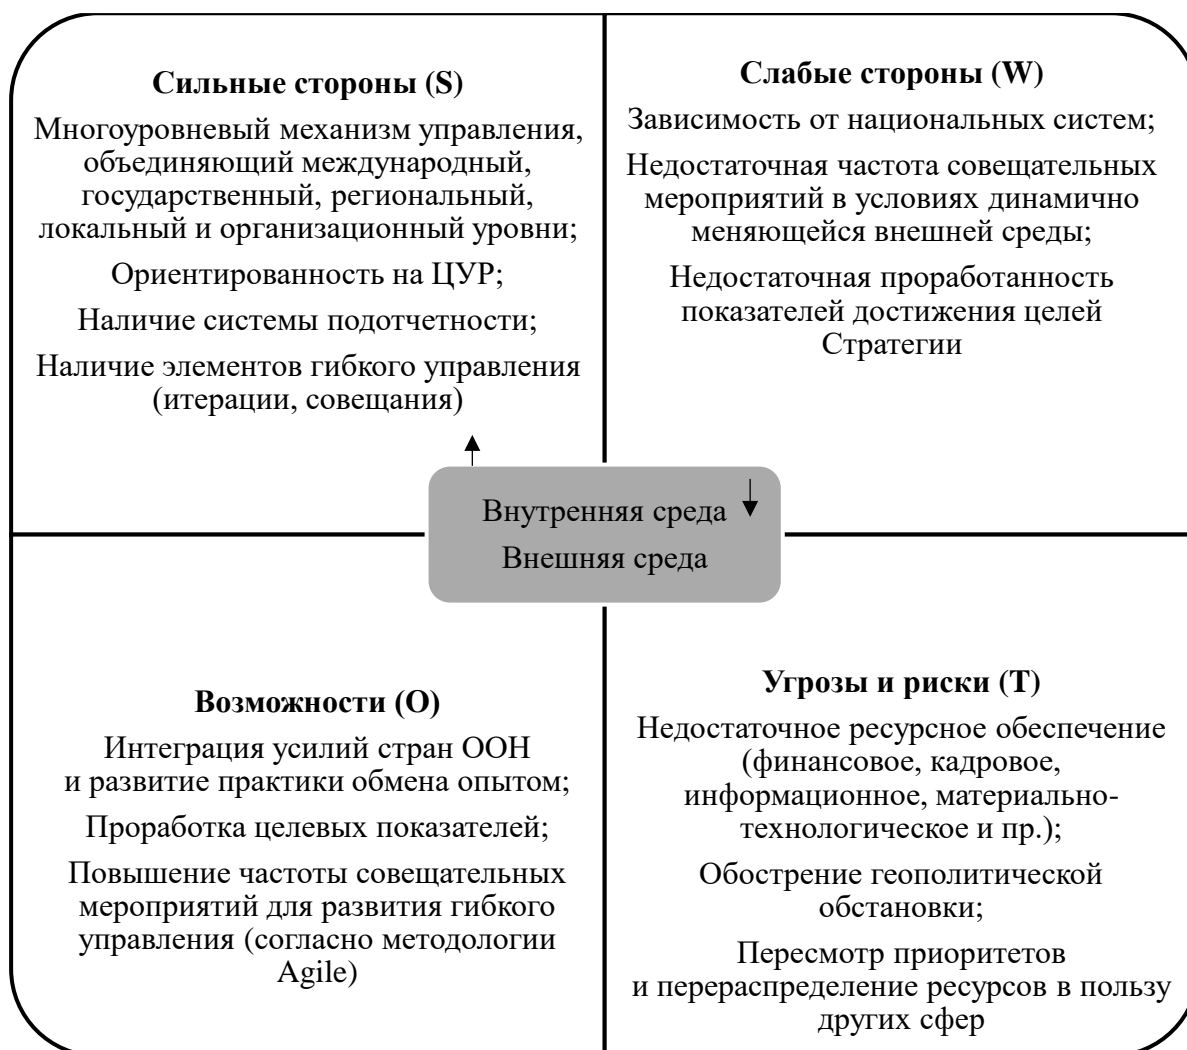 Сильные стороны (S)
Многоуровневый механизм управления,
объединяющий международный,
государственный, региональный,
локальный и организационный уровни;
Ориентированность на ЦУР;
Наличие системы подотчетности;
Наличие элементов гибкого управления
(итерации, совещания)
Слабые стороны (W)
Зависимость от национальных систем;
Недостаточная частота совещательных
мероприятий в условиях динамично
меняющейся внешней среды;
Недостаточная проработанность
показателей достижения целей
Стратегии
Внутренняя среда
Внешняя среда
Возможности (O)
Интеграция усилий стран ООН
и развитие практики обмена опытом;
Проработка целевых показателей;
Повышение частоты совещательных
мероприятий для развития гибкого
управления (согласно методологии
Agile)
Угрозы и риски (T)
Недостаточное ресурсное обеспечение
(финансовое, кадровое,
информационное, материально-
технологическое и пр.);
Обострение геополитической
обстановки;
Пересмотр приоритетов
и перераспределение ресурсов в пользу
других сфер